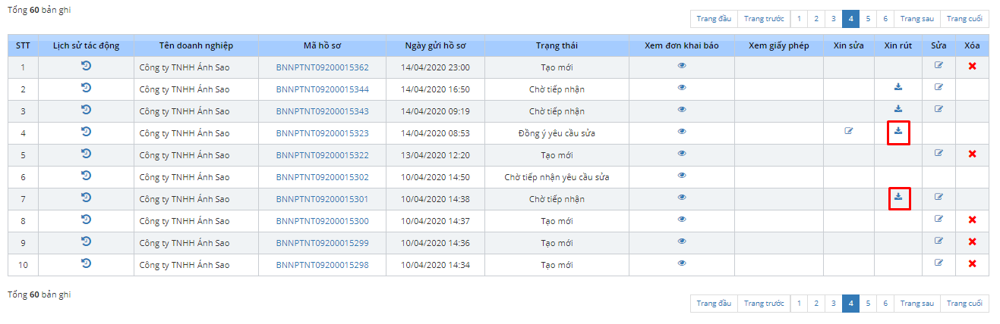 Tổng 60 bản ghi
Trang đầu Trang trước 1 2 3 4 5 6 Trang sau Trang cuối
STT Lịch sử tác động Tên doanh nghiệp Mã hồ sơ Ngày gửi hồ sơ Trạng thái Xem đơn khai báo Xem giấy phép Xin sửa Xin rút Sửa Xóa
1 Công ty TNHH Ánh Sao BNNPTNT09200015362 14/04/2020 23:00 Tạo mới
2 Công ty TNHH Ánh Sao BNNPTNT09200015344 14/04/2020 16:50 Chờ tiếp nhận
3 Công ty TNHH Ánh Sao BNNPTNT09200015343 14/04/2020 09:19 Chờ tiếp nhận
4 Công ty TNHH Ánh Sao BNNPTNT09200015323 14/04/2020 08:53 Đồng ý yêu cầu sửa
5 Công ty TNHH Ánh Sao BNNPTNT09200015322 13/04/2020 12:20 Tạo mới
6 Công ty TNHH Ánh Sao BNNPTNT09200015302 10/04/2020 14:50 Chờ tiếp nhận yêu cầu sửa
7 Công ty TNHH Ánh Sao BNNPTNT09200015301 10/04/2020 14:38 Chờ tiếp nhận
8 Công ty TNHH Ánh Sao BNNPTNT09200015300 10/04/2020 14:37 Tạo mới
9 Công ty TNHH Ánh Sao BNNPTNT09200015299 10/04/2020 14:36 Tạo mới
10 Công ty TNHH Ánh Sao BNNPTNT09200015298 10/04/2020 14:34 Tạo mới
Tổng 60 bản ghi
Trang đầu Trang trước 1 2 3 4 5 6 Trang sau Trang cuối